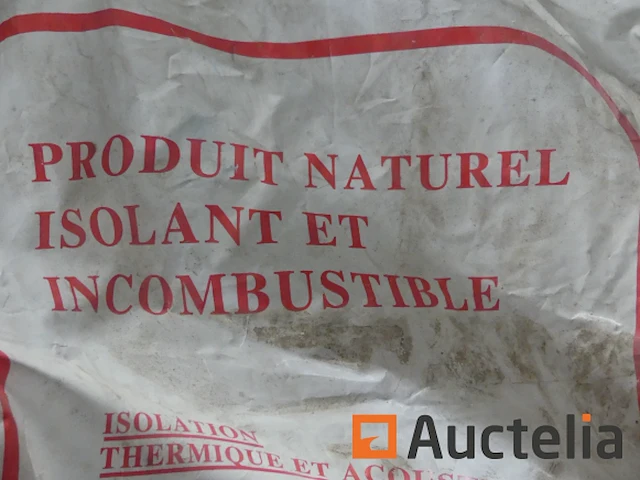 PRODUIT NATUREL
ISOLANT ET
INCOMBUSTIBLE
ISOLATION
THERMIQUE ET
Auctelia